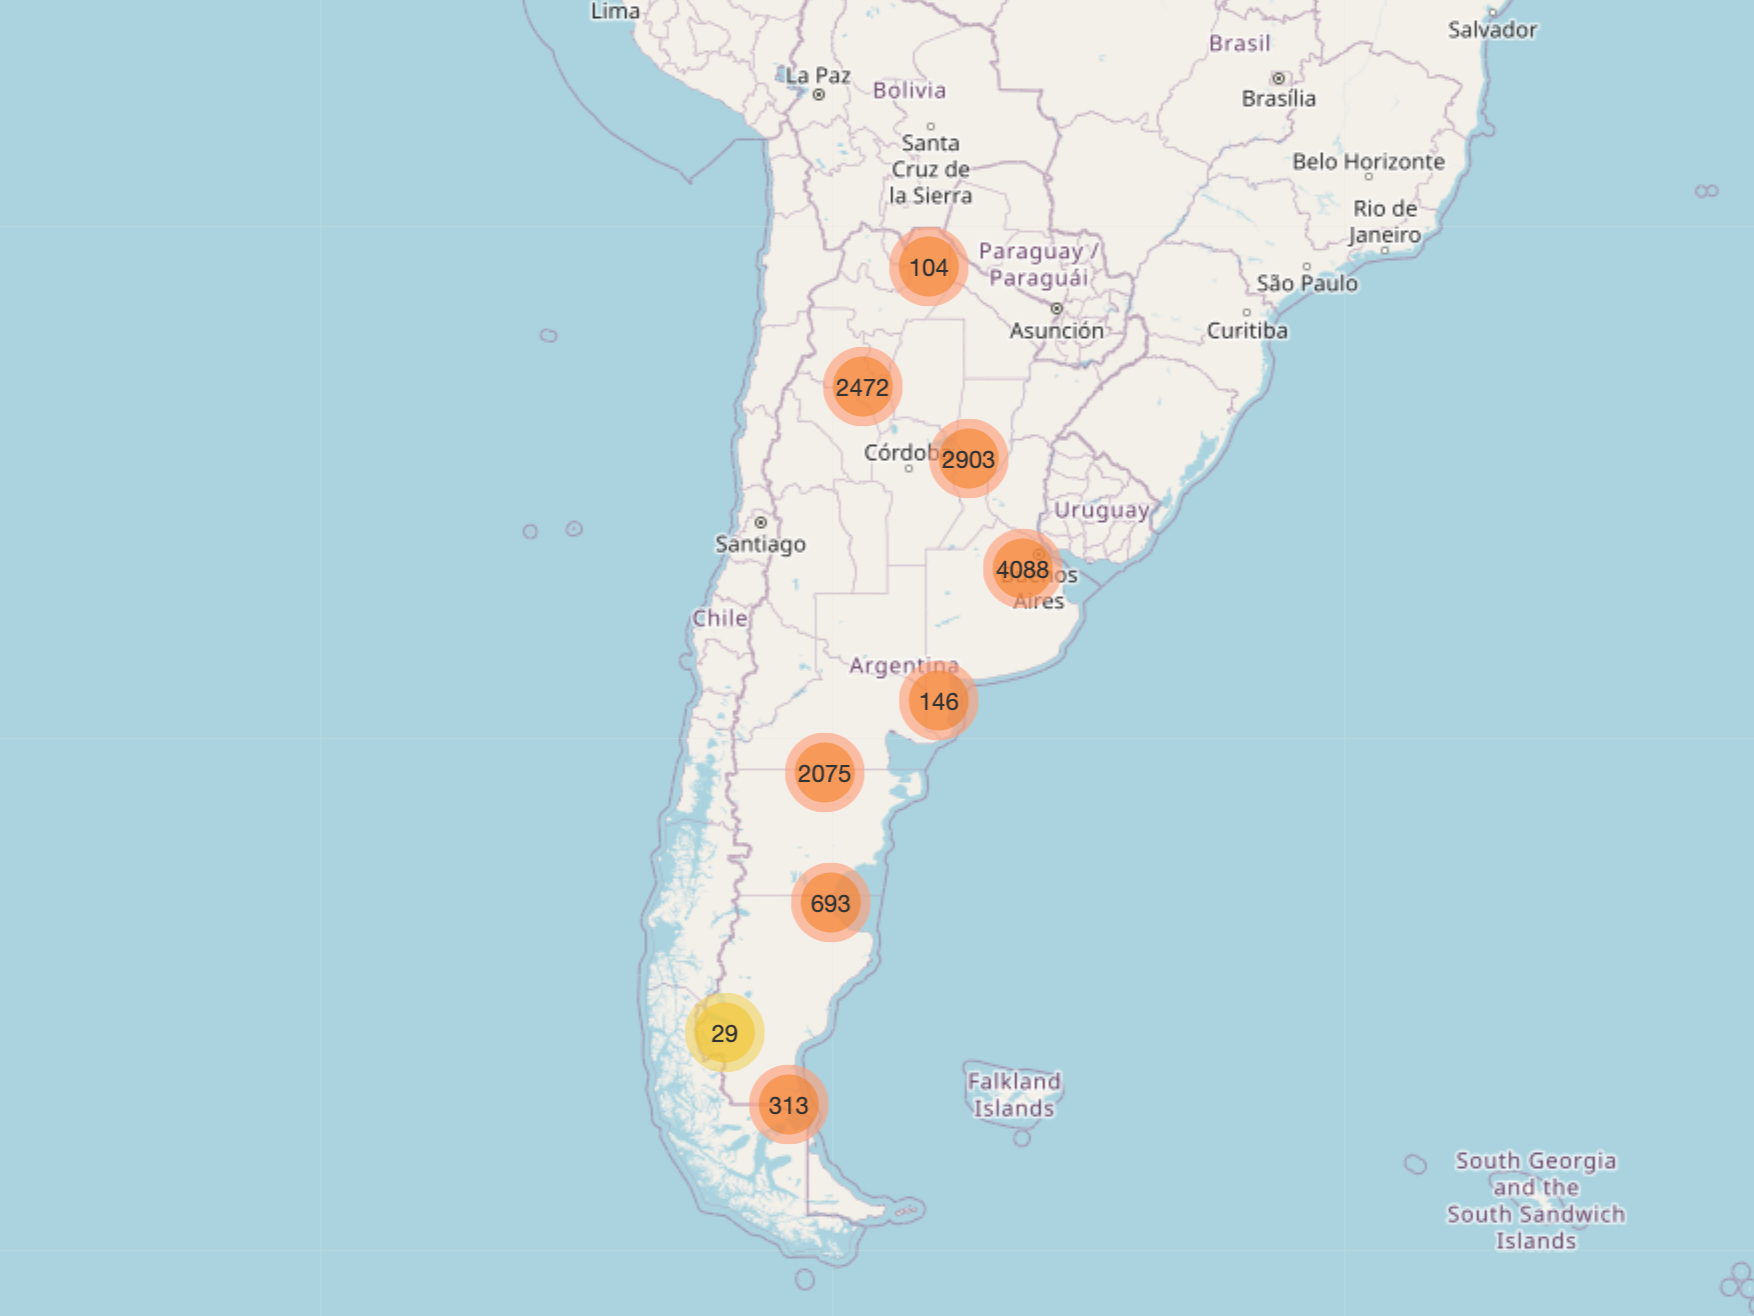 Lima
Salvador
Brasil
La Paz
Bolivia
Brasília
Santa
Cruz de
la Sierra
Belo Horizonte
Rio de
Janeiro
Paraguay /
Paraguái
104
São Paulo
Asunción
Curitiba
2472
Córdob
2903
Uruguay
Santiago
4088
Buenos
Aires
Chile
Argentina
146
2075
693
29
Falkland
Islands
313
South Georgia
and the
South Sandwich
Islands